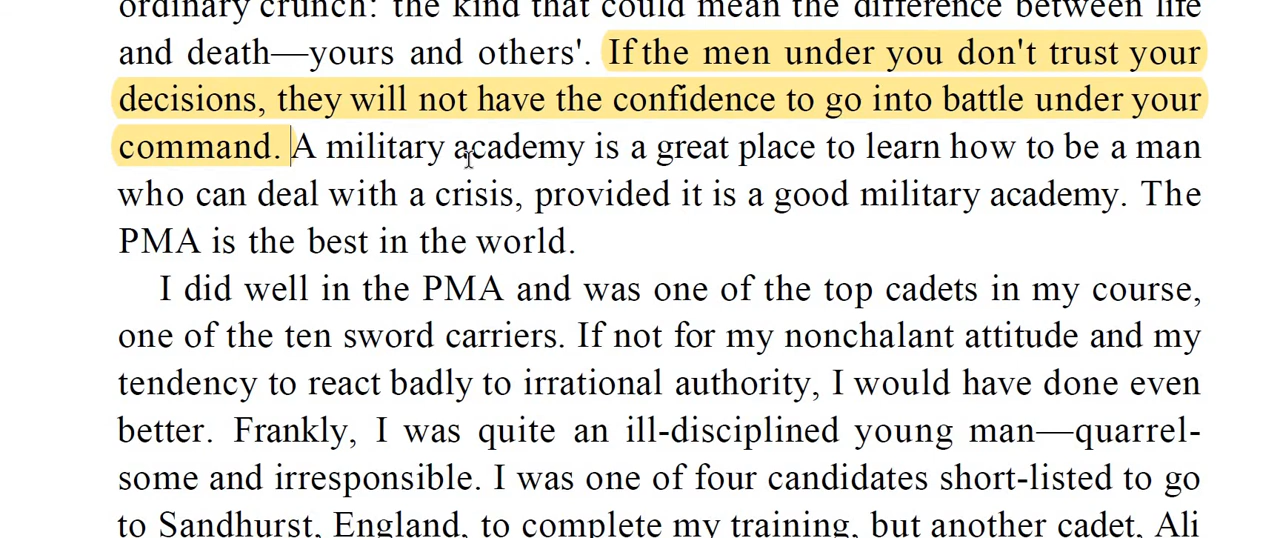 ordinary crunch: the kind that could mean the difference between life
and death—yours and others'. If the men under you don't trust your
decisions, they will not have the confidence to go into battle under your
command. A military academy is a great place to learn how to be a man
who can deal with a crisis, provided it is a good military academy. The
PMA is the best in the world.
I did well in the PMA and was one of the top cadets in my course,
one of the ten sword carriers. If not for my nonchalant attitude and my
tendency to react badly to irrational authority, I would have done even
better. Frankly, I was quite an ill-disciplined young man—quarrel-
some and irresponsible. I was one of four candidates short-listed to go
to Sandhurst, England, to complete my training, but another cadet, Ali